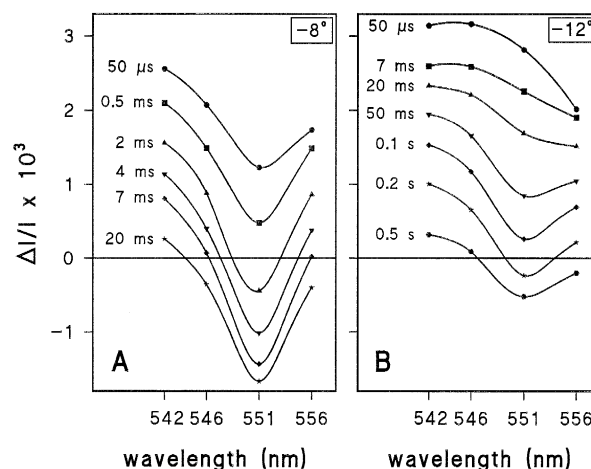 −8°
−12°
3
2
1
0
−1
ΔI/I x 10³
50 μs
0.5 ms
2 ms
4 ms
7 ms
20 ms
A
50 μs
7 ms
20 ms
50 ms
0.1 s
0.2 s
0.5 s
B
542 546 551 556
542 546 551 556
wavelength (nm)
wavelength (nm)